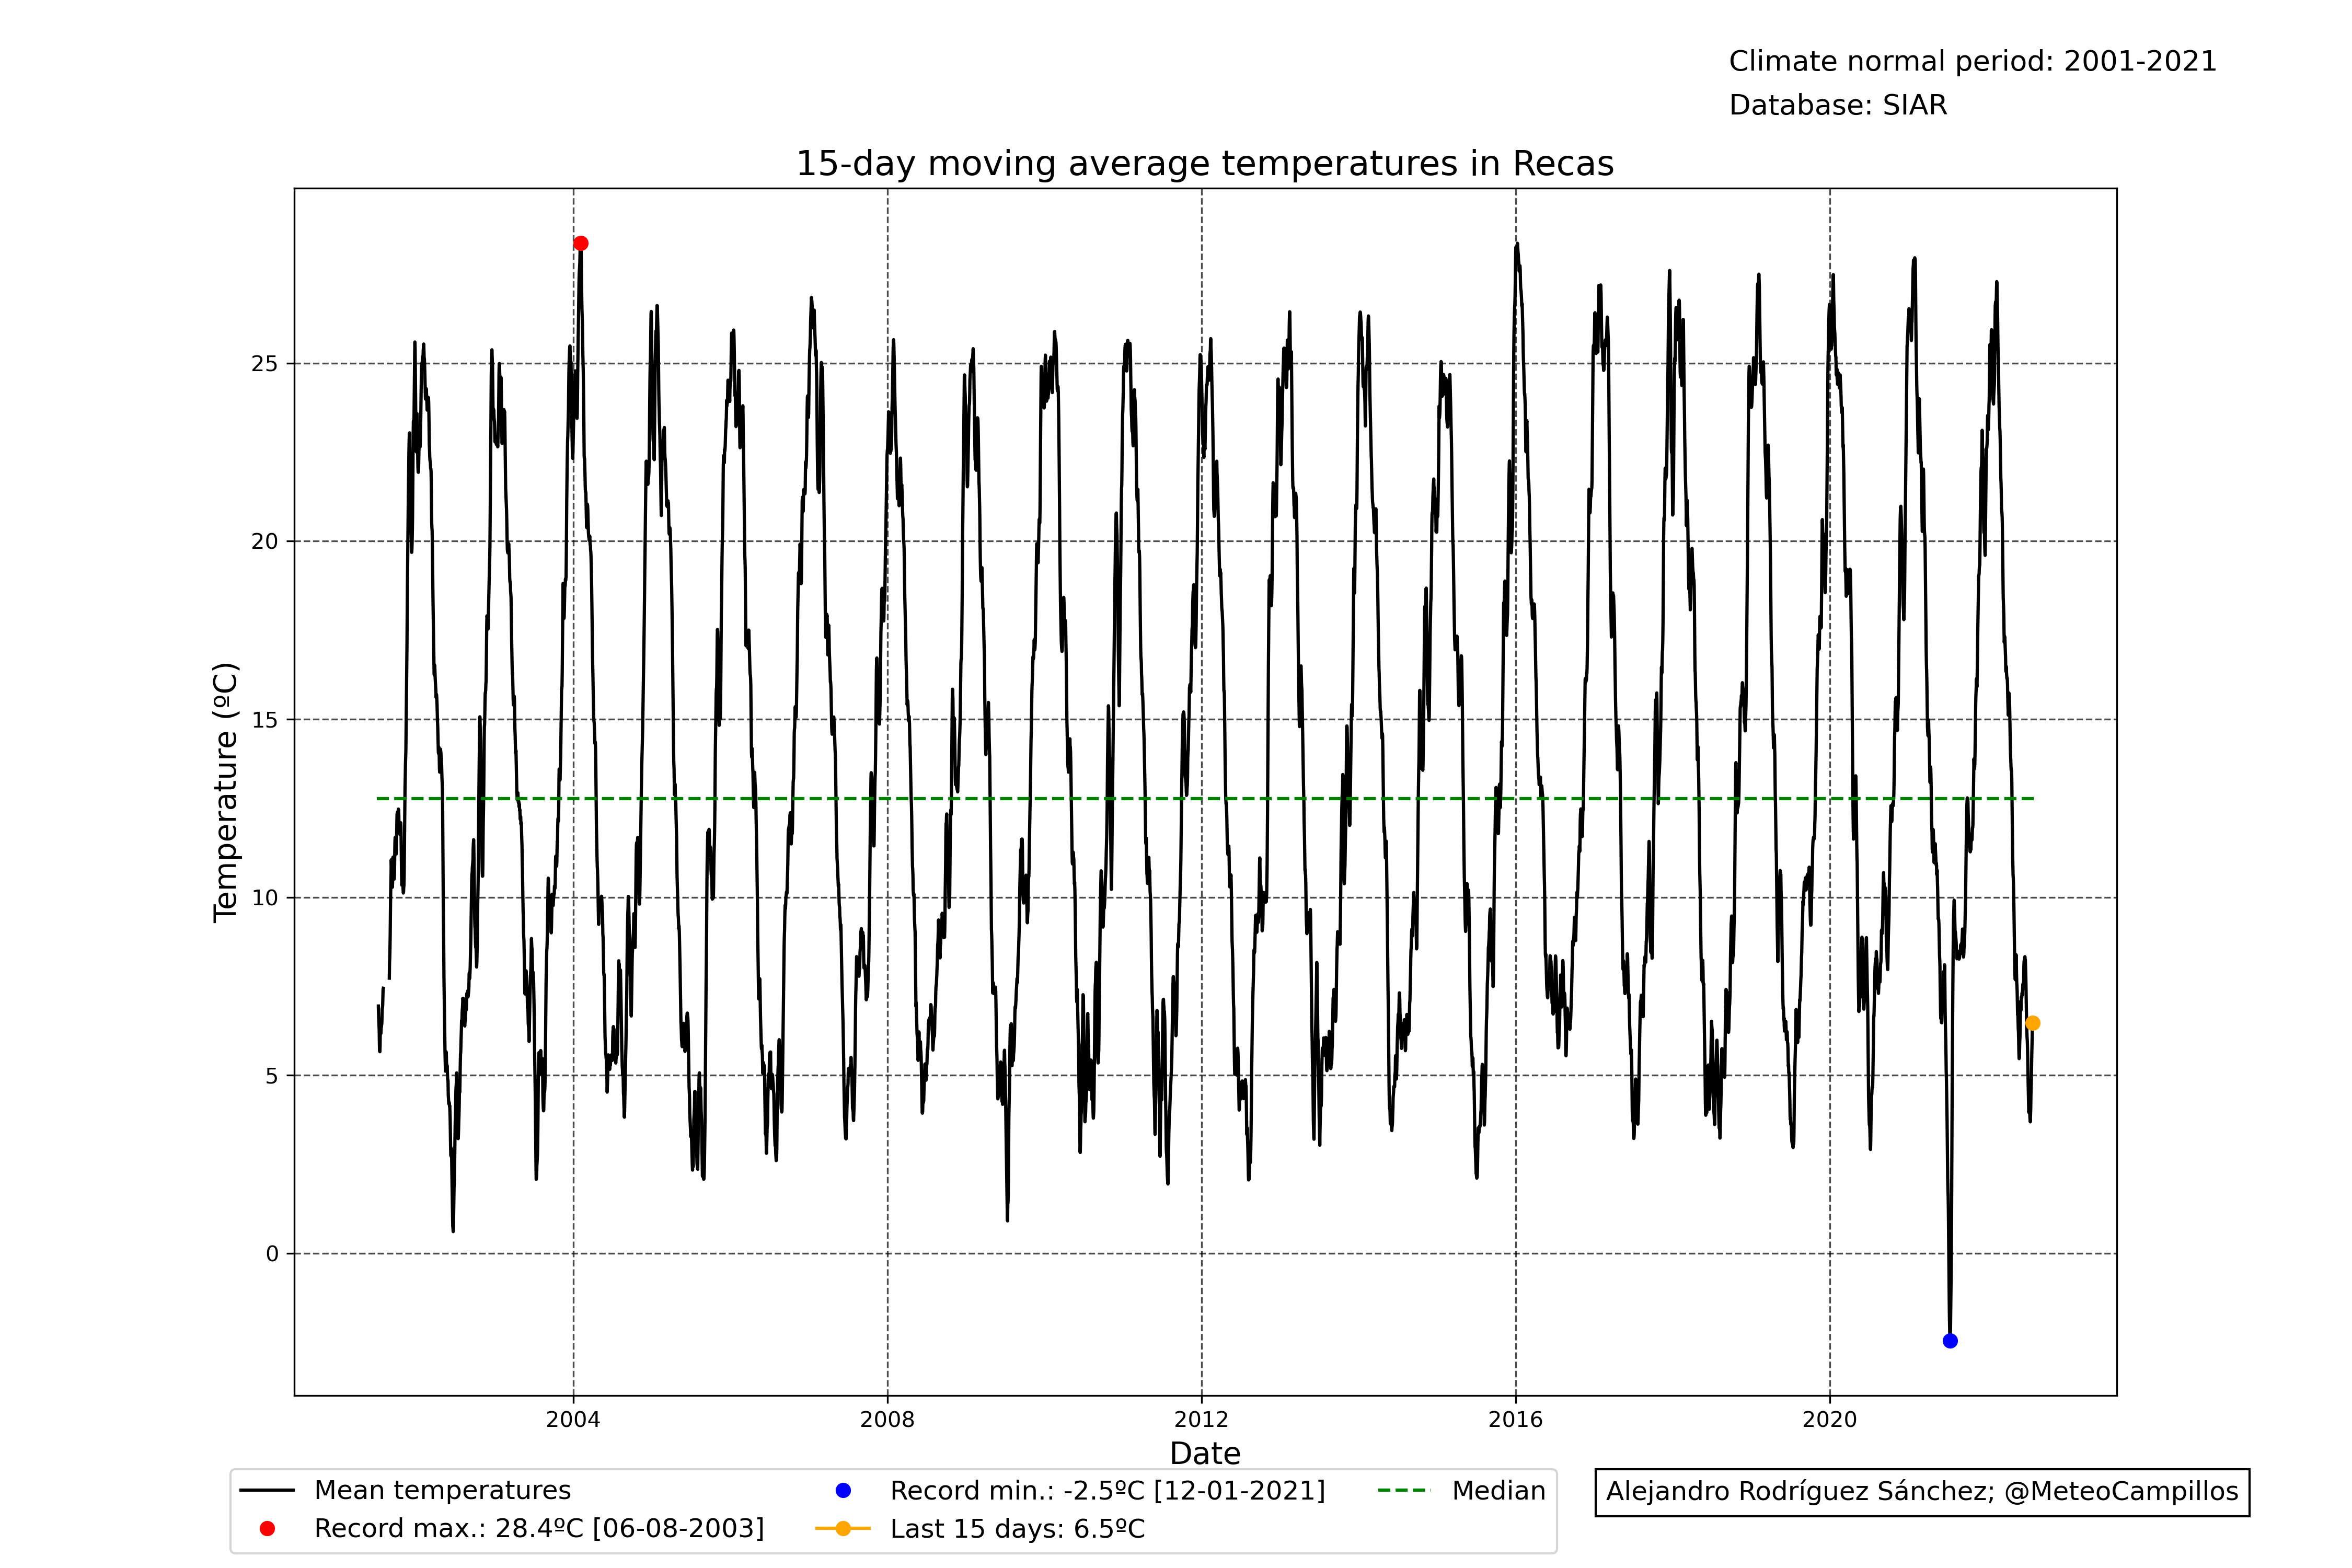 Climate normal period: 2001-2021
Database: SIAR
15-day moving average temperatures in Recas
Temperature (ºC)
25
20
15
10
5
0
2004
2008
2012
2016
2020
Date
Mean temperatures
Record max.: 28.4ºC [06-08-2003]
Record min.: -2.5ºC [12-01-2021]
Last 15 days: 6.5ºC
Median
Alejandro Rodríguez Sánchez; @MeteoCampillos